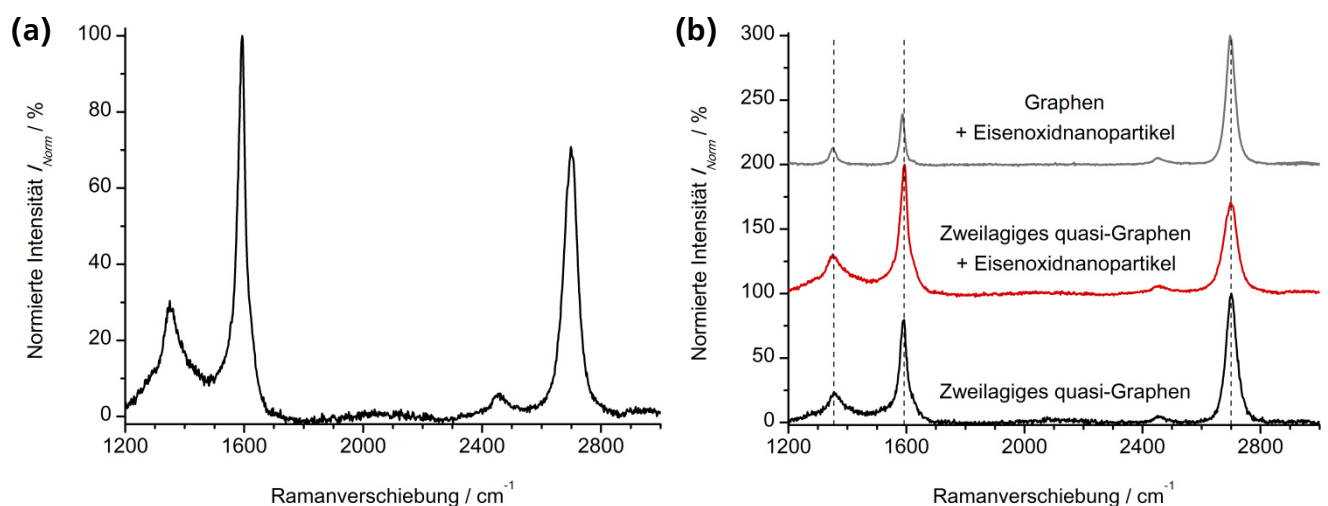 (a)
100
80
60
40
20
0
Normierte Intensität I_Norm / %
1200 1600 2000 2400 2800
Ramanverschiebung / cm⁻¹
(b)
300
250
200
150
100
50
0
Normierte Intensität I_Norm / %
Graphen
+ Eisenoxidnanopartikel
Zweilagiges quasi-Graphen
+ Eisenoxidnanopartikel
Zweilagiges quasi-Graphen
1200 1600 2000 2400 2800
Ramanverschiebung / cm⁻¹